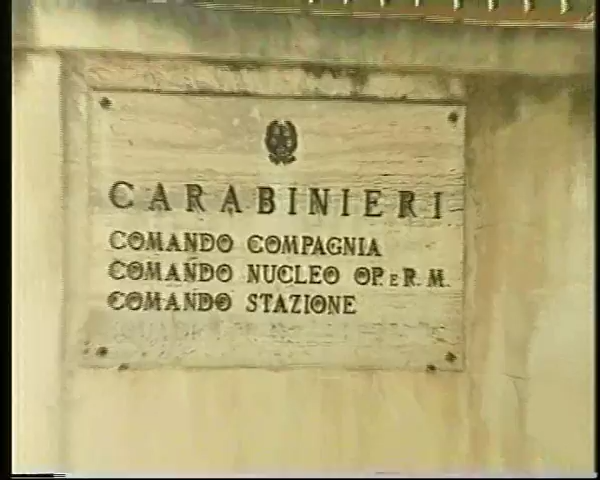 CARABINIERI
COMANDO COMPAGNIA
COMANDO NUCLEO OP. E R. M.
COMANDO STAZIONE